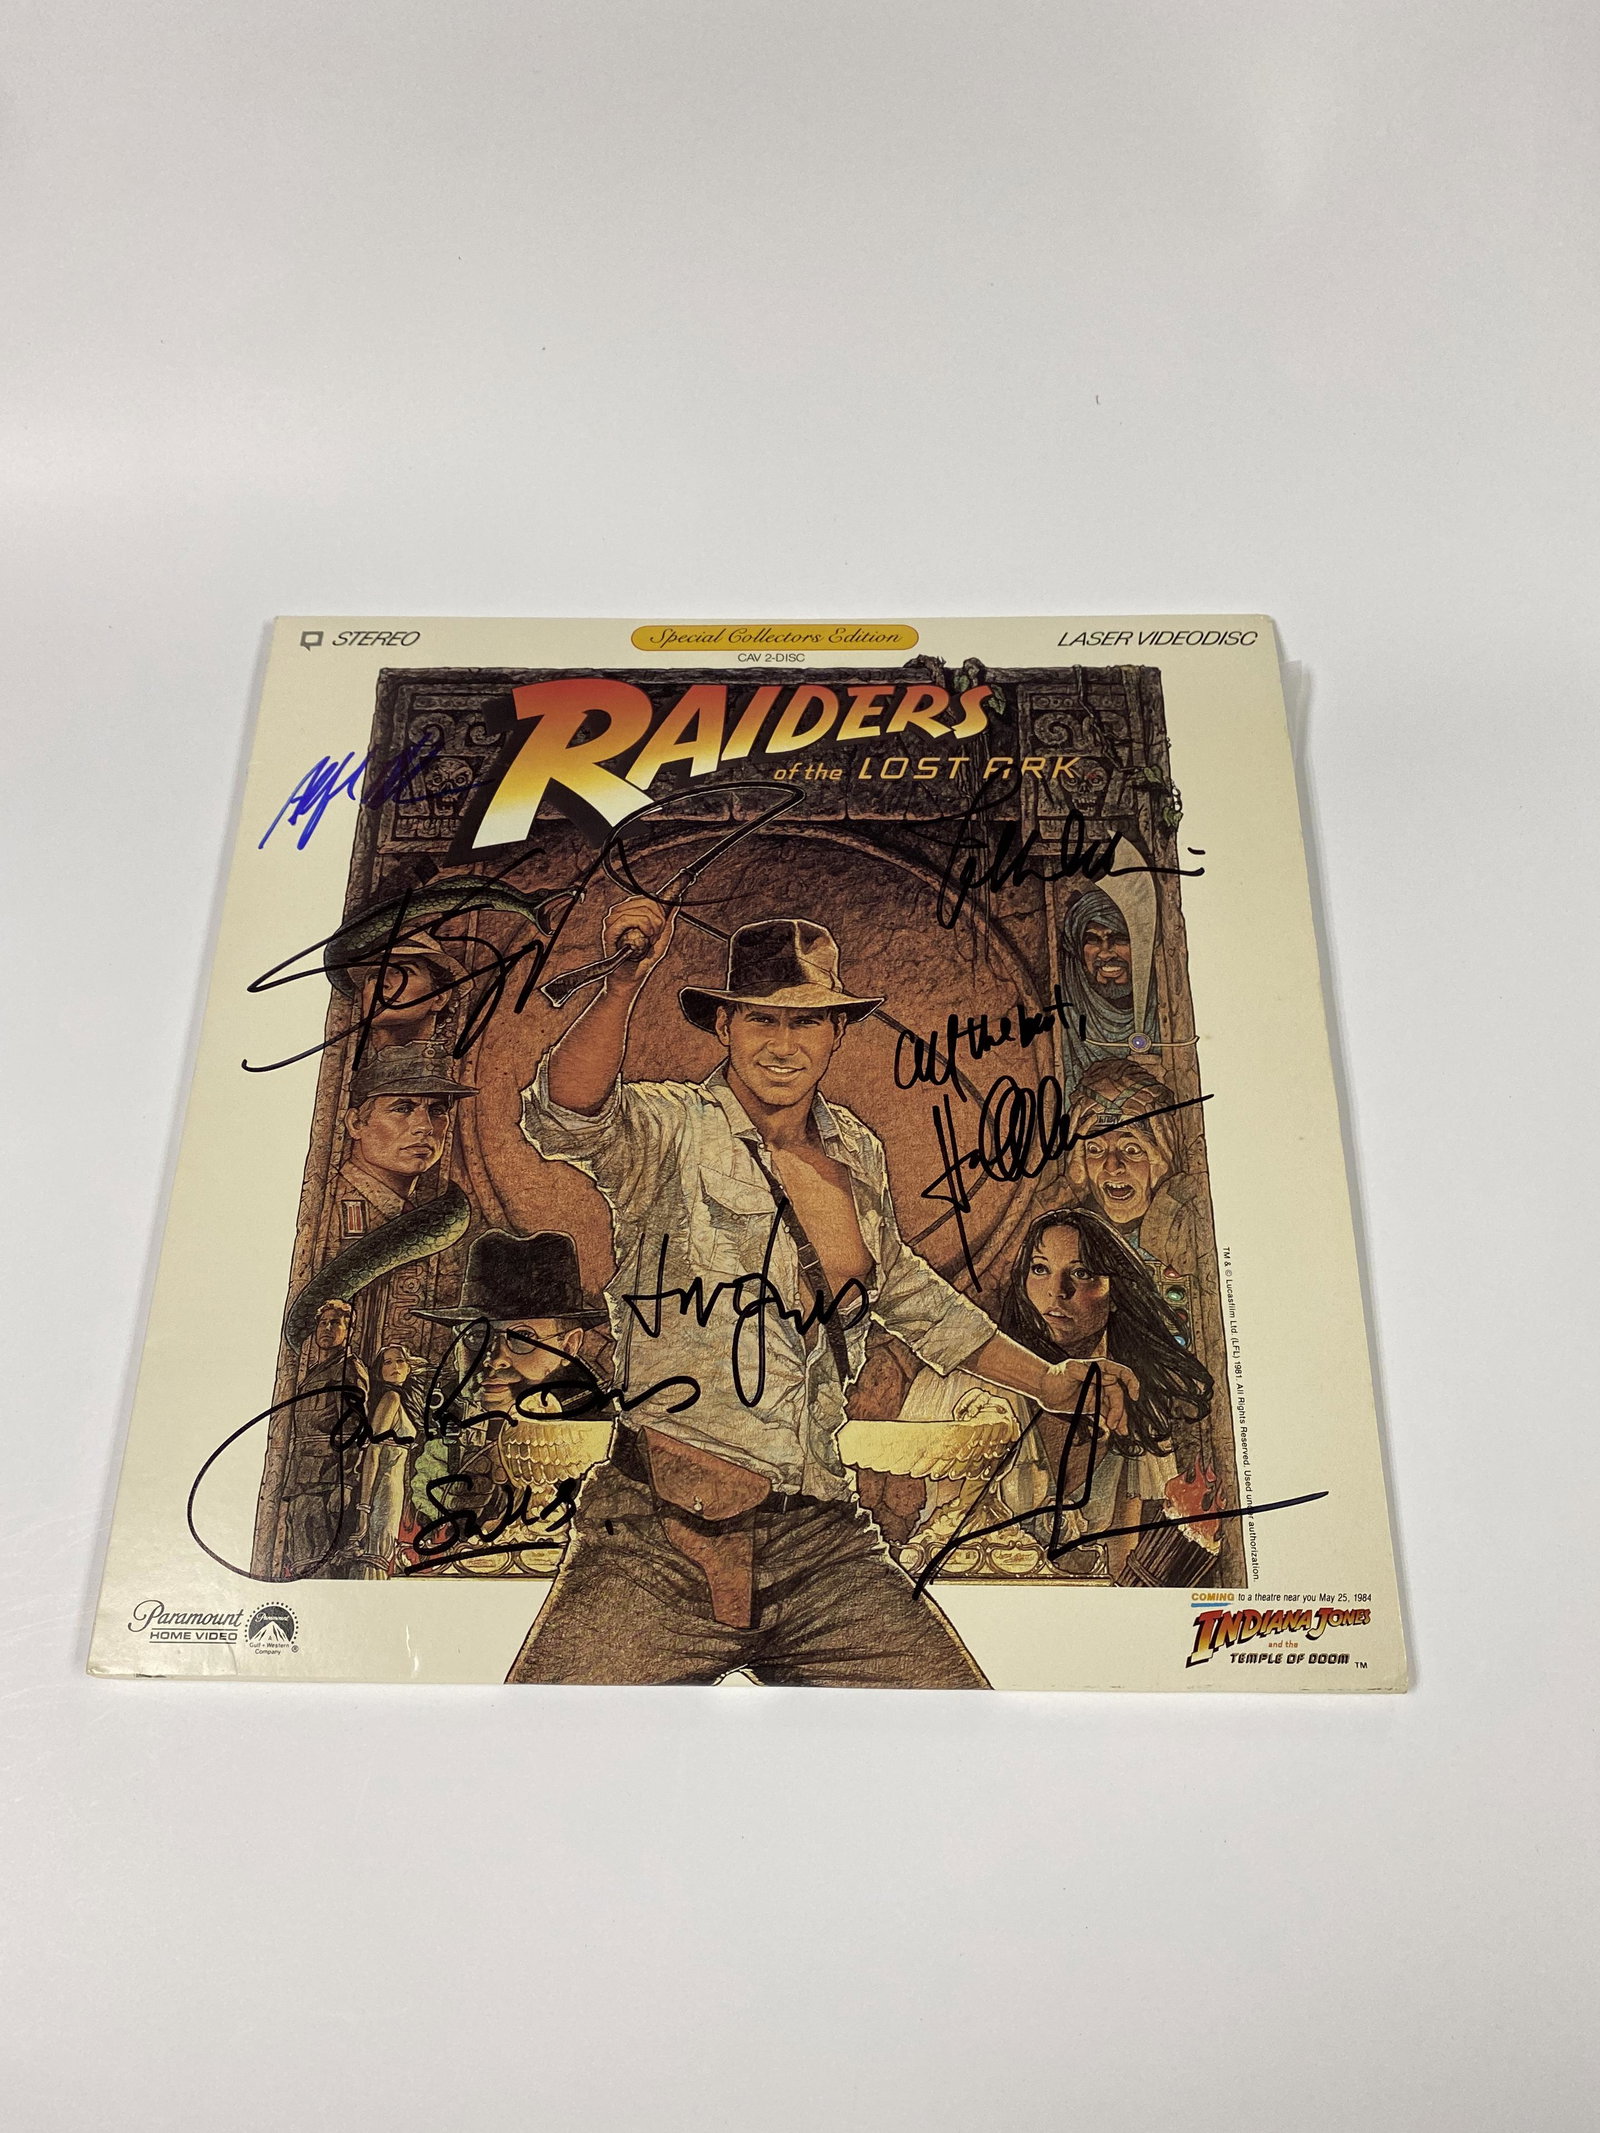 STEREO
Special Collectors Edition
LASER VIDEODISC
CAV 2-DISC
RAIDERS
of the LOST ARK
all the best,
TM & © Lucasfilm Ltd. (LFL) 1981. All Rights Reserved. Used under authorization.
COMING to a theatre near you May 25, 1984
INDIANA JONES
and the
TEMPLE OF DOOM TM
Paramount
HOME VIDEO
Paramount
A
Gulf + Western
Company
®